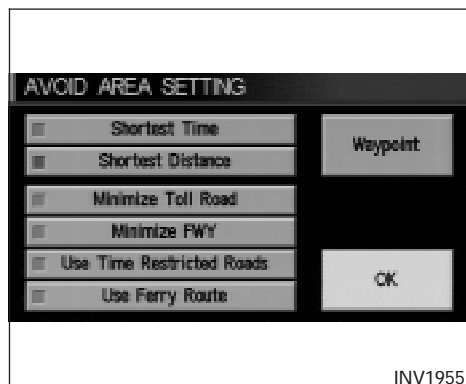 AVOID AREA SETTING
Shortest Time
Shortest Distance
Waypoint
Minimize Toll Road
Minimize FWY
Use Time Restricted Roads
Use Ferry Route
OK
INV1955